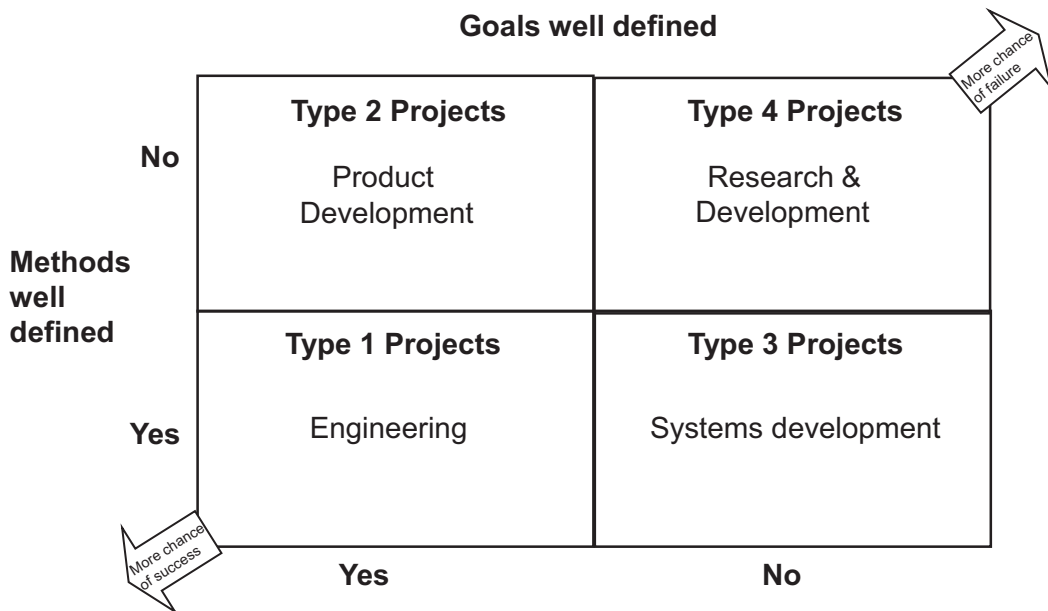 Goals well defined
More chance
of failure
Type 2 Projects
Type 4 Projects
No
Product
Development
Research &
Development
Methods
well
defined
Type 1 Projects
Type 3 Projects
Yes
Engineering
Systems development
More chance
of success
Yes
No